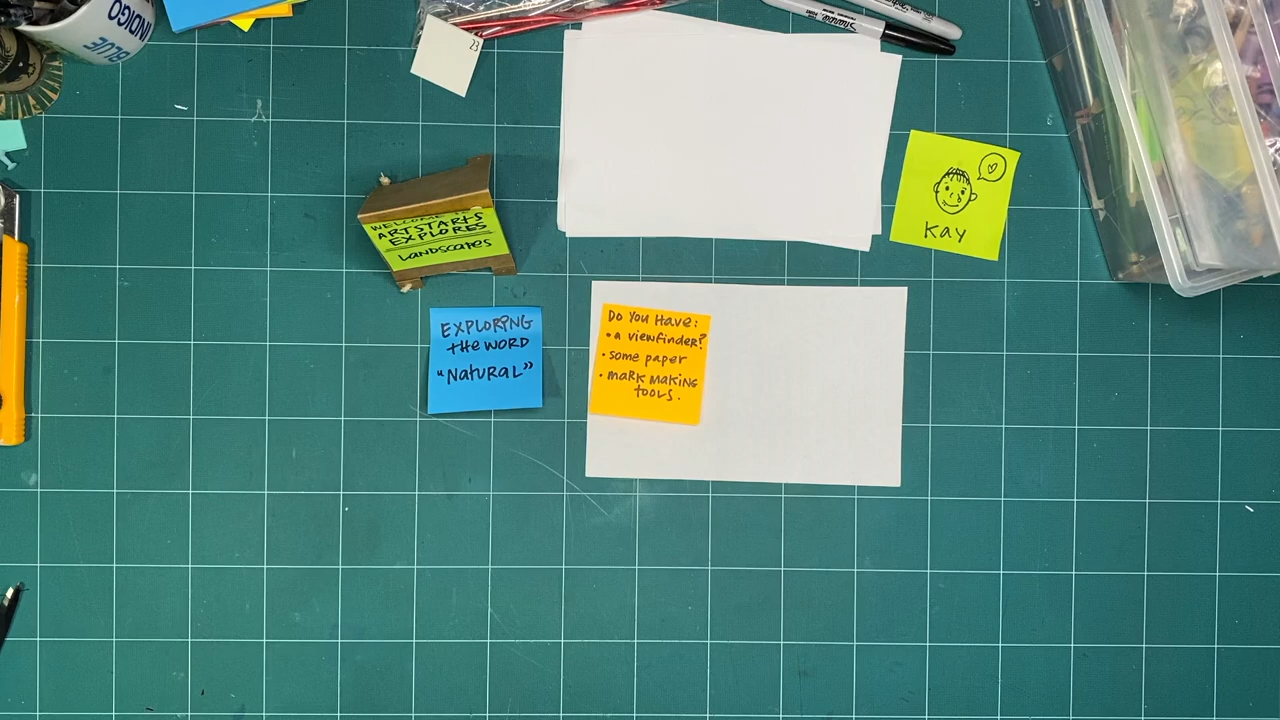 INDIGO
BLUE
23
Sharpie
WELCOME
ARTSTARTS
EXPLORES
LANDSCAPES
KAY
EXPLORING
THE WORD
"NATURAL"
DO YOU HAVE:
• a viewfinder?
• some paper
• maRK MaKING
TOOLS.